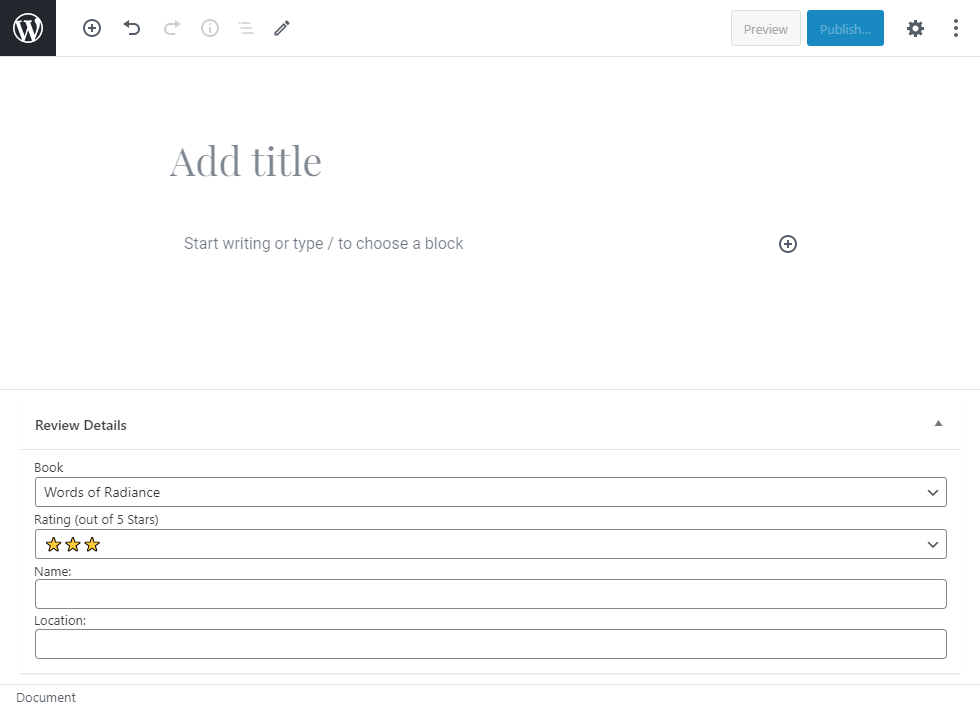 Preview
Publish...
Add title
Start writing or type / to choose a block
Review Details
Book
Words of Radiance
Rating (out of 5 Stars)
Name:
Location:
Document